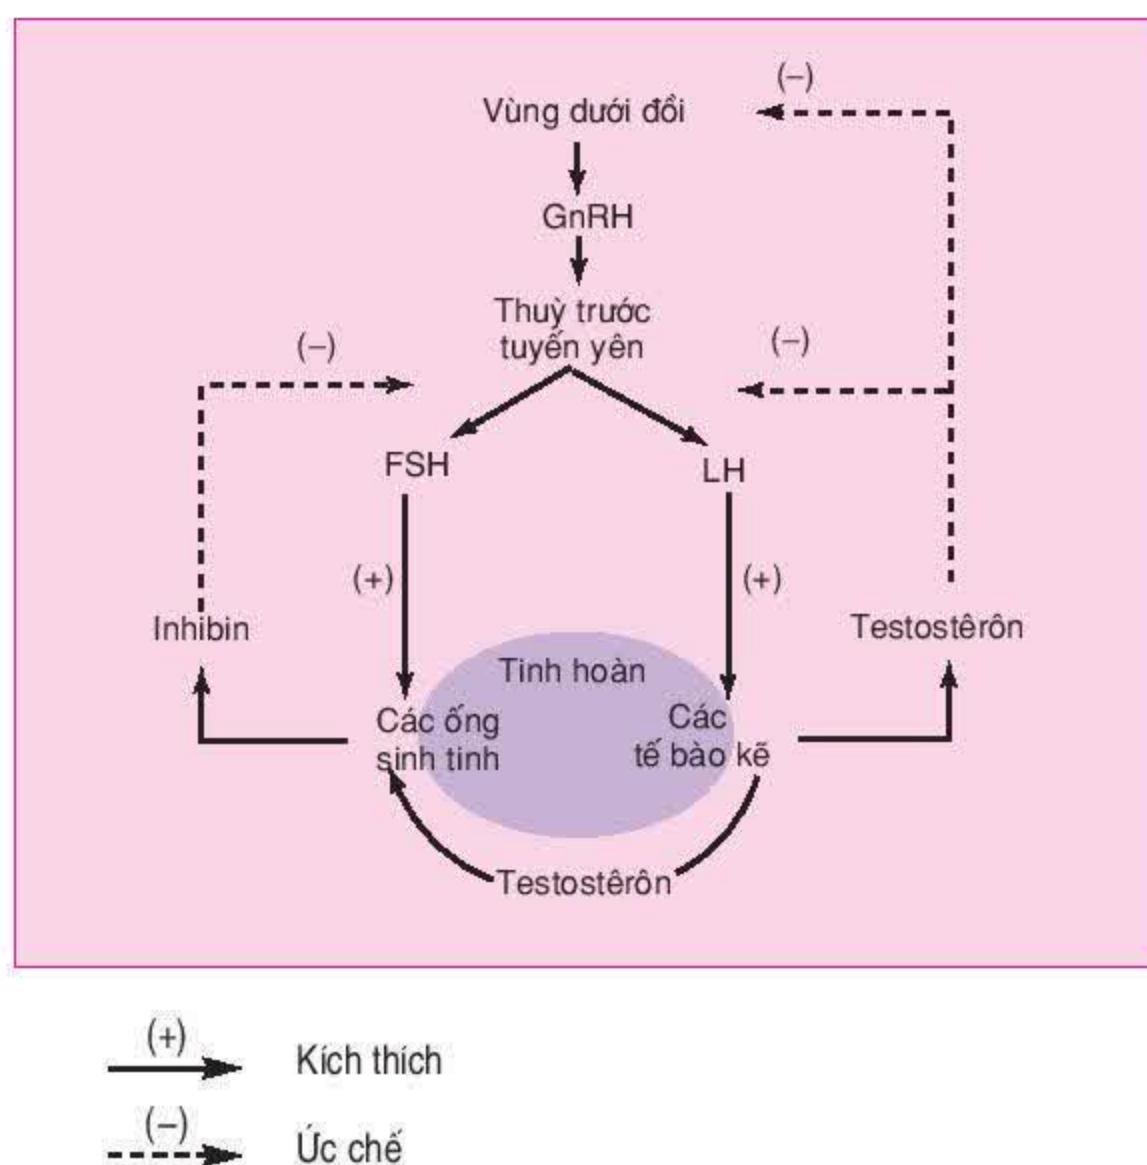 (–)
Vùng dưới đồi
GnRH
Thuỳ trước
tuyến yên
(–)
(–)
FSH
LH
(+)
(+)
Inhibin
Testostêrôn
Tinh hoàn
Các ống
sinh tinh
Các
tế bào kẽ
Testostêrôn
(+)
Kích thích
(–)
Ức chế